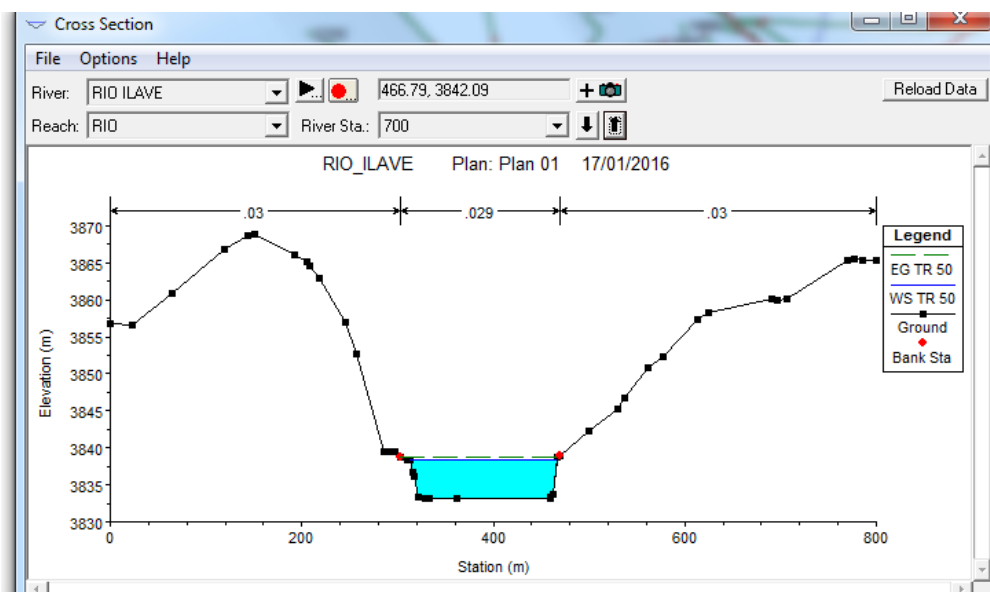 Cross Section
File Options Help
River: RIO ILAVE 466.79, 3842.09 Reload Data
Reach: RIO River Sta.: 700
RIO_ILAVE Plan: Plan 01 17/01/2016
.03 .029 .03
3870
3865
3860
3855
3850
3845
3840
3835
3830
Elevation (m)
0 200 400 600 800
Station (m)
Legend
EG TR 50
WS TR 50
Ground
Bank Sta